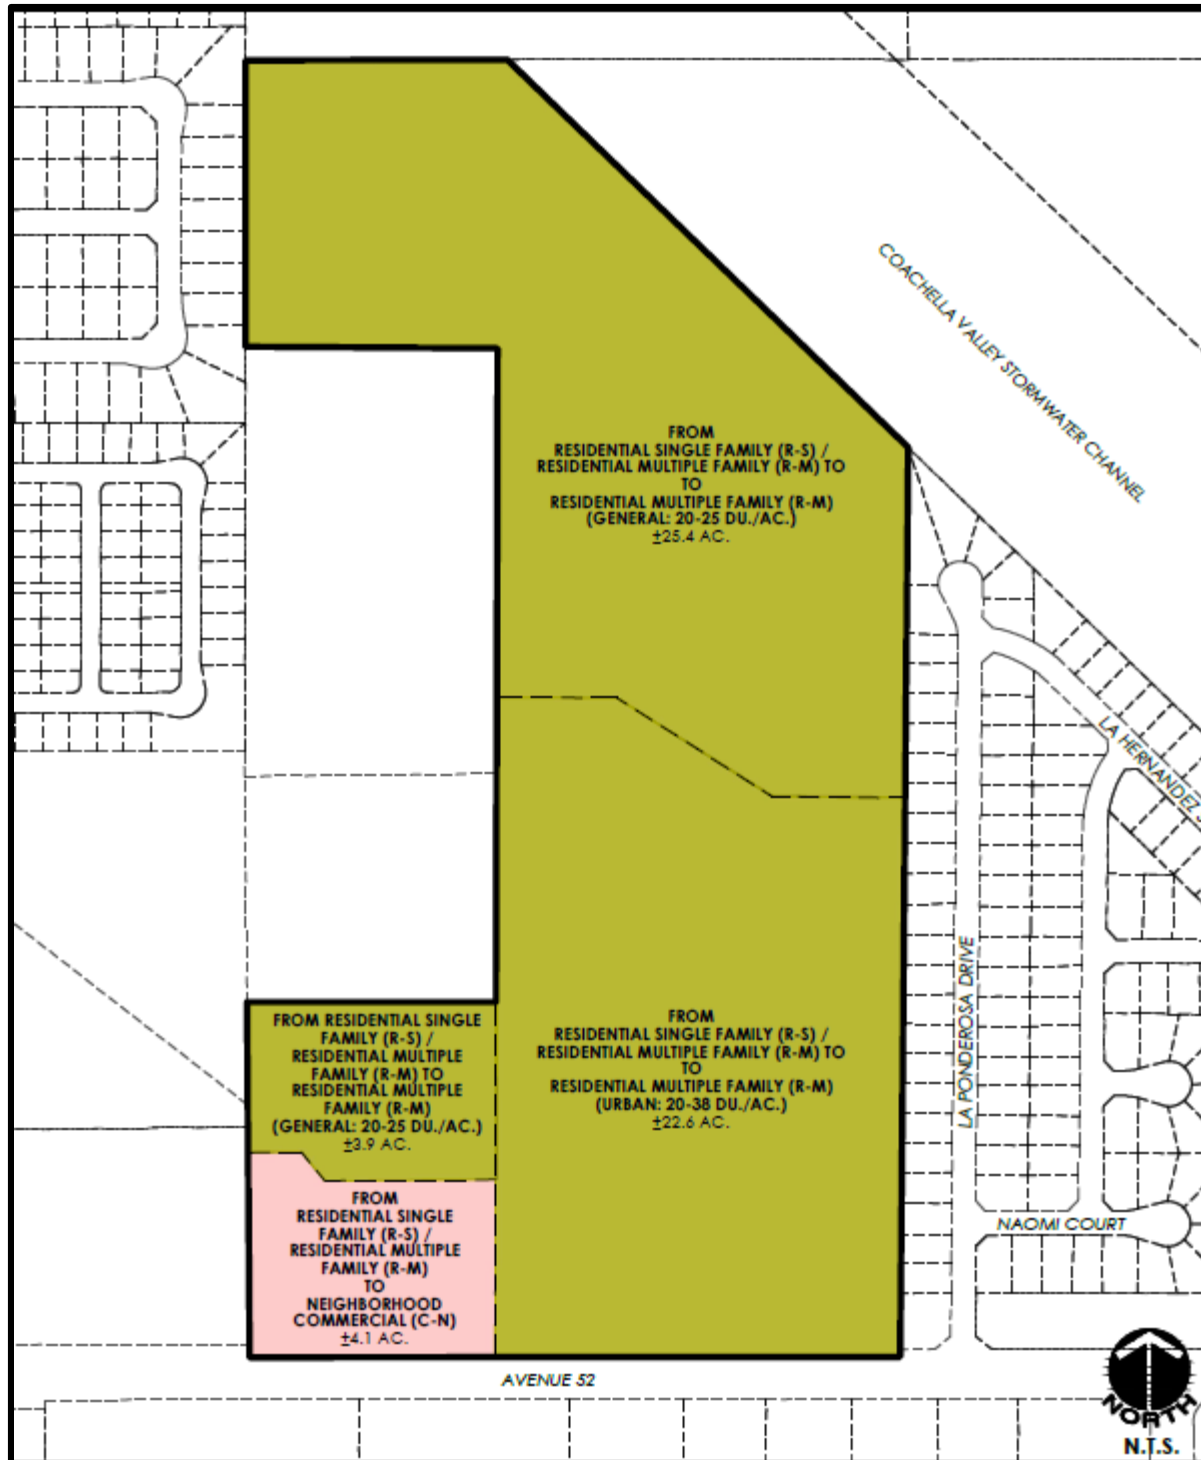 COACHELLA VALLEY STORMWATER CHANNEL
FROM
RESIDENTIAL SINGLE FAMILY (R-S) /
RESIDENTIAL MULTIPLE FAMILY (R-M) TO
TO
RESIDENTIAL MULTIPLE FAMILY (R-M)
(GENERAL: 20-25 DU./AC.)
±25.4 AC.
LA HERNANDEZ
LA PONDEROSA DRIVE
FROM RESIDENTIAL SINGLE
FAMILY (R-S) /
RESIDENTIAL MULTIPLE
FAMILY (R-M) TO
RESIDENTIAL MULTIPLE
FAMILY (R-M)
(GENERAL: 20-25 DU./AC.)
±3.9 AC.
FROM
RESIDENTIAL SINGLE FAMILY (R-S) /
RESIDENTIAL MULTIPLE FAMILY (R-M) TO
TO
RESIDENTIAL MULTIPLE FAMILY (R-M)
(URBAN: 20-38 DU./AC.)
±22.6 AC.
FROM
RESIDENTIAL SINGLE
FAMILY (R-S) /
RESIDENTIAL MULTIPLE
FAMILY (R-M)
TO
NEIGHBORHOOD
COMMERCIAL (C-N)
±4.1 AC.
NAOMI COURT
AVENUE 52
NORTH
N.T.S.